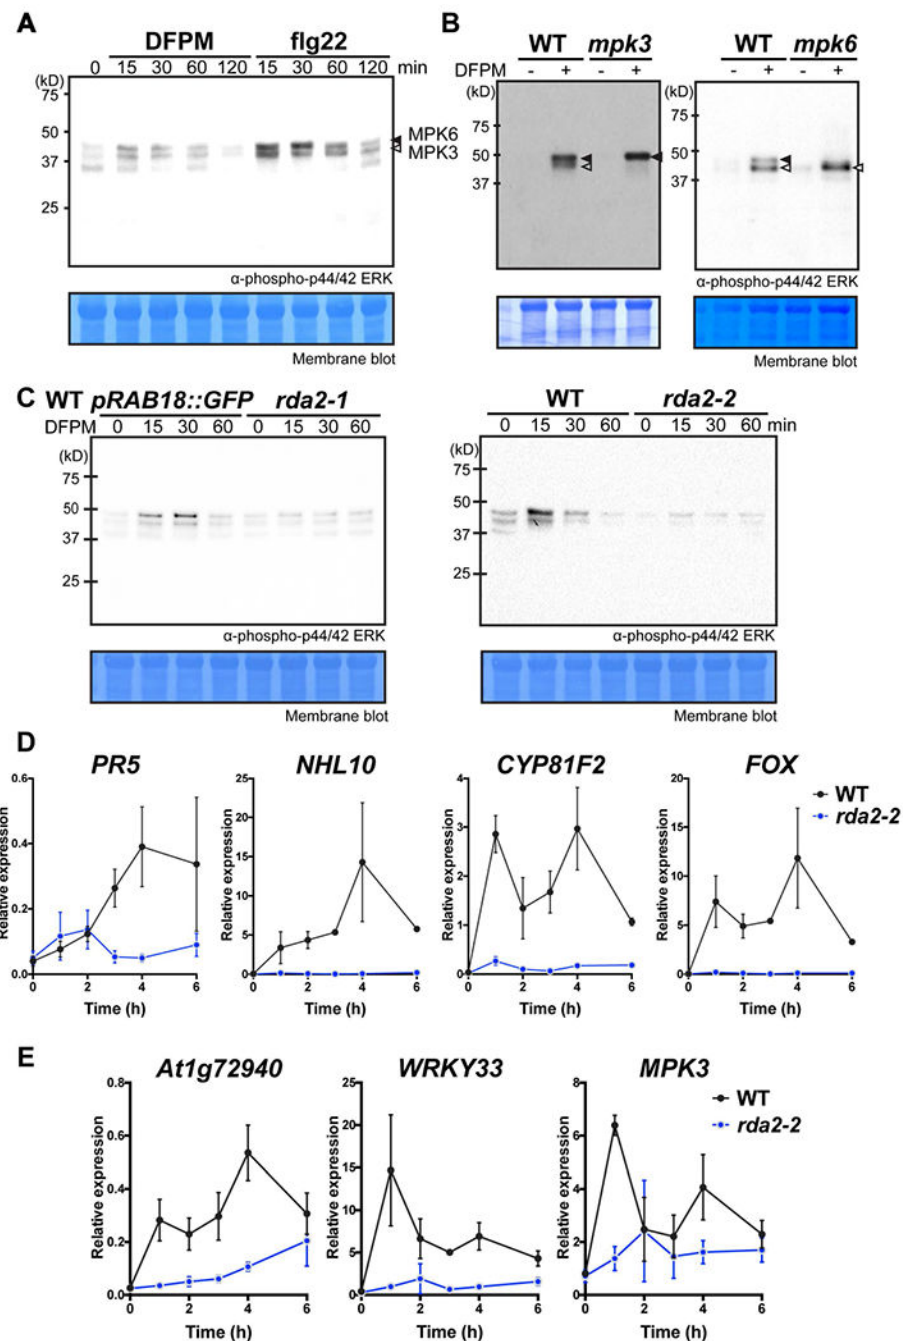 A
DFPM flg22
0 15 30 60 120 15 30 60 120 min
(kD)
75
50
37
25
MPK6
MPK3
α-phospho-p44/42 ERK
Membrane blot
B
WT mpk3
DFPM - + - +
(kD)
75
50
37
WT mpk6
- + - +
(kD)
75
50
37
α-phospho-p44/42 ERK
Membrane blot
C
WT pRAB18::GFP rda2-1
DFPM 0 15 30 60 0 15 30 60
(kD)
75
50
37
25
α-phospho-p44/42 ERK
Membrane blot
WT rda2-2
0 15 30 60 0 15 30 60 min
(kD)
75
50
37
25
α-phospho-p44/42 ERK
Membrane blot
D
PR5
Relative expression
0.6
0.4
0.2
0.0
0 2 4 6
Time (h)
NHL10
Relative expression
25
20
15
10
5
0
0 2 4 6
Time (h)
CYP81F2
Relative expression
4
3
2
1
0
0 2 4 6
Time (h)
FOX
Relative expression
20
15
10
5
0
0 2 4 6
Time (h)
WT
rda2-2
E
At1g72940
Relative expression
0.8
0.6
0.4
0.2
0.0
0 2 4 6
Time (h)
WRKY33
Relative expression
25
20
15
10
5
0
0 2 4 6
Time (h)
MPK3
Relative expression
8
6
4
2
0
0 2 4 6
Time (h)
WT
rda2-2